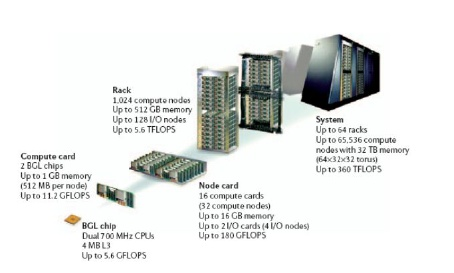 Rack
1,024 compute nodes
Up to 512 GB memory
Up to 128 I/O nodes
Up to 5.6 TFLOPS
System
Up to 64 racks
Up to 65,536 compute
nodes with 32 TB memory
(64×32×32 torus)
Up to 360 TFLOPS
Compute card
2 BGL chips
Up to 1 GB memory
(512 MB per node)
Up to 11.2 GFLOPS
Node card
16 compute cards
(32 compute nodes)
Up to 16 GB memory
Up to 2 I/O cards (4 I/O nodes)
Up to 180 GFLOPS
BGL chip
Dual 700 MHz CPUs
4 MB L3
Up to 5.6 GFLOPS